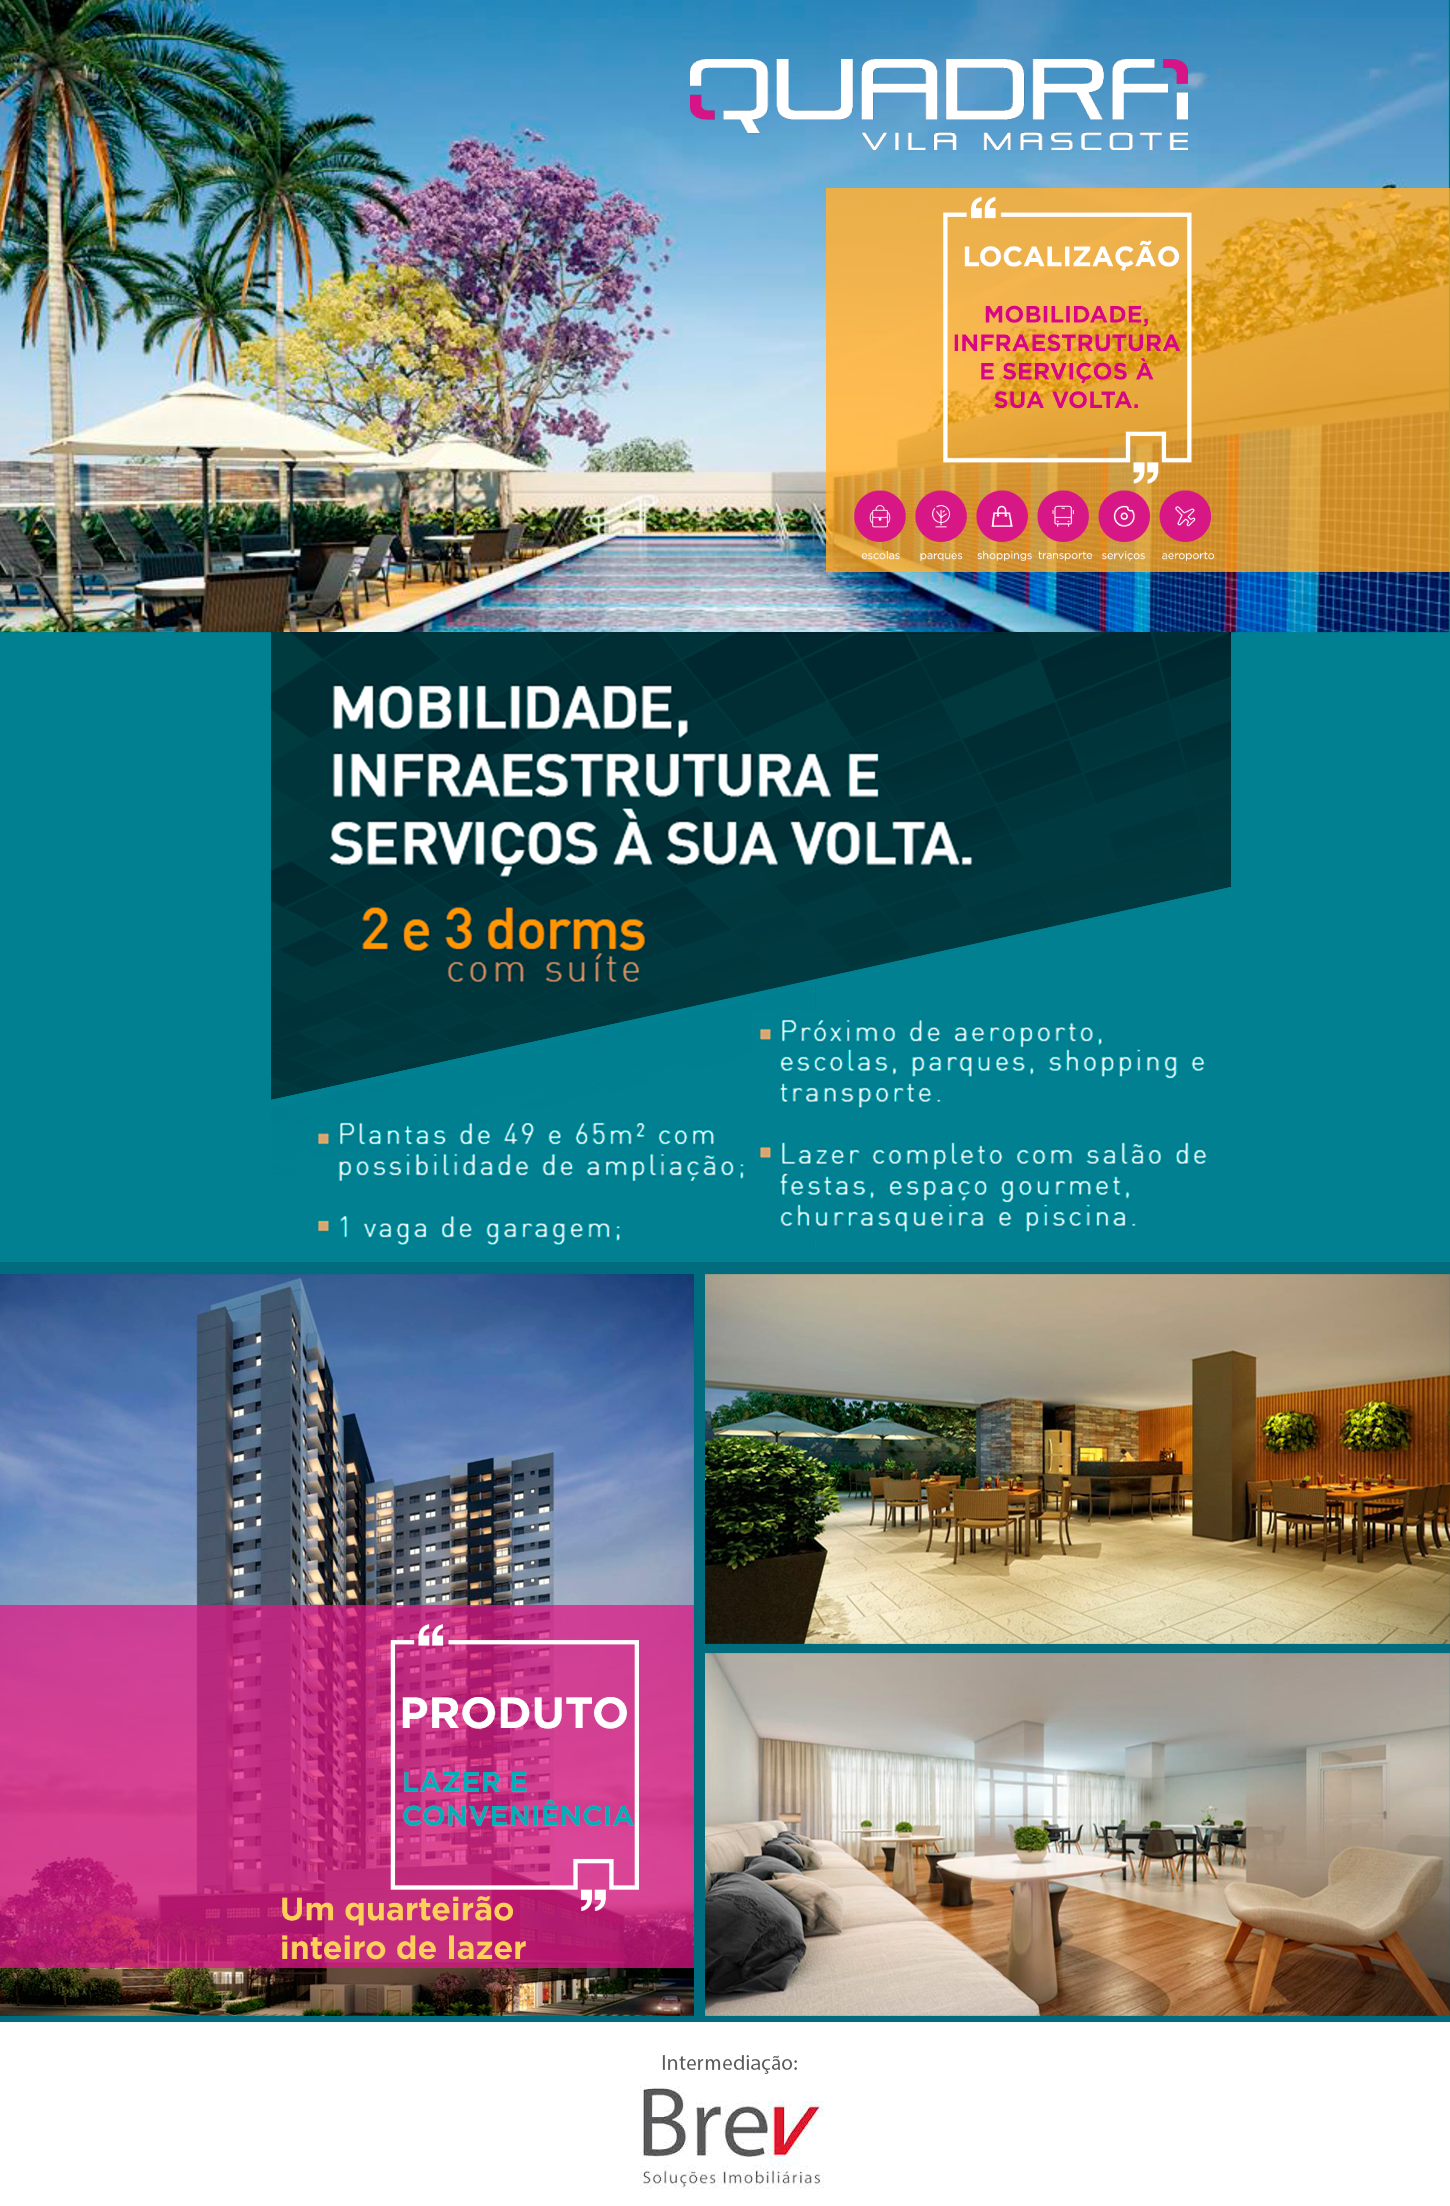 QUADRA
VILA MASCOTE
“
LOCALIZAÇÃO
MOBILIDADE,
INFRAESTRUTURA
E SERVIÇOS À
SUA VOLTA.
”
escolas parques shoppings transporte serviços aeroporto
MOBILIDADE,
INFRAESTRUTURA E
SERVIÇOS À SUA VOLTA.
2 e 3 dorms
com suíte
Plantas de 49 e 65m² com
possibilidade de ampliação;
1 vaga de garagem;
Próximo de aeroporto,
escolas, parques, shopping e
transporte.
Lazer completo com salão de
festas, espaço gourmet,
churrasqueira e piscina.
“
PRODUTO
LAZER E
CONVENIÊNCIA
”
Um quarteirão
inteiro de lazer
Intermediação:
Brev
Soluções Imobiliárias